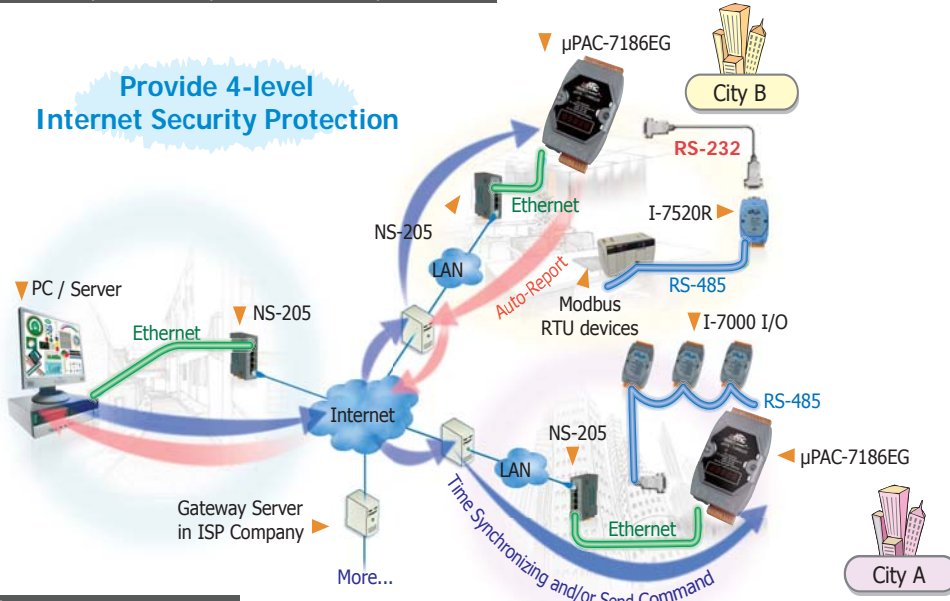 Provide 4-level
Internet Security Protection
µPAC-7186EG
City B
RS-232
NS-205
Ethernet
I-7520R
LAN
Auto-Report
Modbus
RTU devices
RS-485
PC / Server
Ethernet
NS-205
I-7000 I/O
Internet
RS-485
NS-205
LAN
µPAC-7186EG
Gateway Server
in ISP Company
Ethernet
More...
Time Synchronizing and/or Send Command
City A